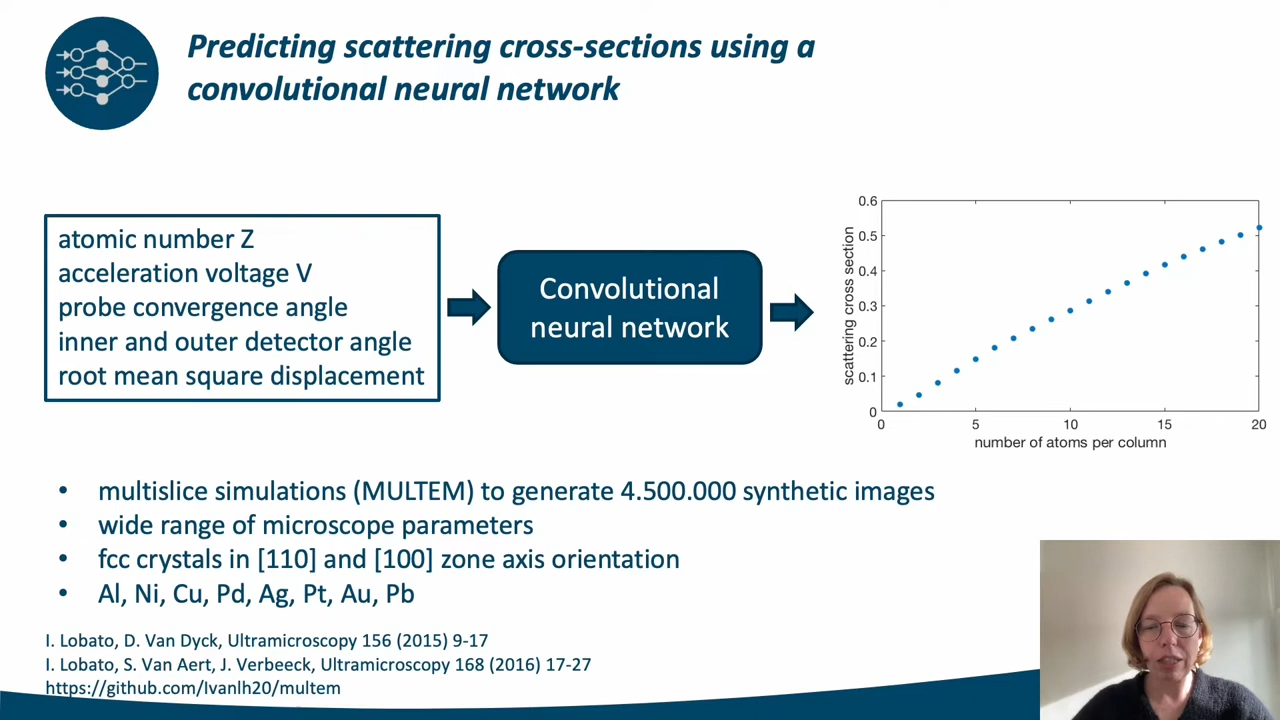 Predicting scattering cross-sections using a
convolutional neural network
atomic number Z
acceleration voltage V
probe convergence angle
inner and outer detector angle
root mean square displacement
Convolutional
neural network
scattering cross section
0.6
0.5
0.4
0.3
0.2
0.1
0
0 5 10 15 20
number of atoms per column
• multislice simulations (MULTEM) to generate 4.500.000 synthetic images
• wide range of microscope parameters
• fcc crystals in [110] and [100] zone axis orientation
• Al, Ni, Cu, Pd, Ag, Pt, Au, Pb
I. Lobato, D. Van Dyck, Ultramicroscopy 156 (2015) 9-17
I. Lobato, S. Van Aert, J. Verbeeck, Ultramicroscopy 168 (2016) 17-27
https://github.com/Ivanlh20/multem